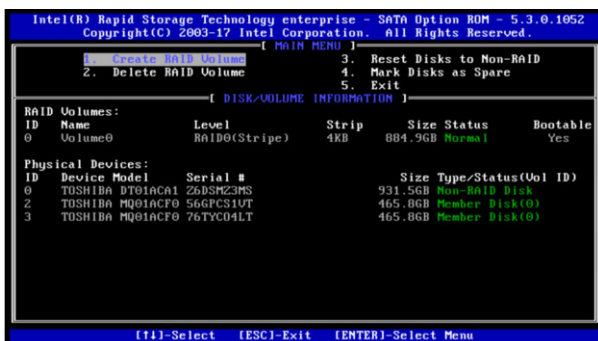 Intel(R) Rapid Storage Technology enterprise - SATA Option ROM - 5.3.0.1052
Copyright(C) 2003-17 Intel Corporation. All Rights Reserved.
[ MAIN MENU ]
1. Create RAID Volume 3. Reset Disks to Non-RAID
2. Delete RAID Volume 4. Mark Disks as Spare
5. Exit
[ DISK/VOLUME INFORMATION ]
RAID Volumes:
ID Name Level Strip Size Status Bootable
0 Volume0 RAID0(Stripe) 4KB 884.9GB Normal Yes
Physical Devices:
ID Device Model Serial # Size Type/Status(Vol ID)
0 TOSHIBA DT01ACA1 Z6DSMZ3MS 931.5GB Non-RAID Disk
2 TOSHIBA MQ01ACF0 56GPCS1VT 465.8GB Member Disk(0)
3 TOSHIBA MQ01ACF0 76TYC04LT 465.8GB Member Disk(0)
[↑↓]-Select [ESC]-Exit [ENTER]-Select Menu